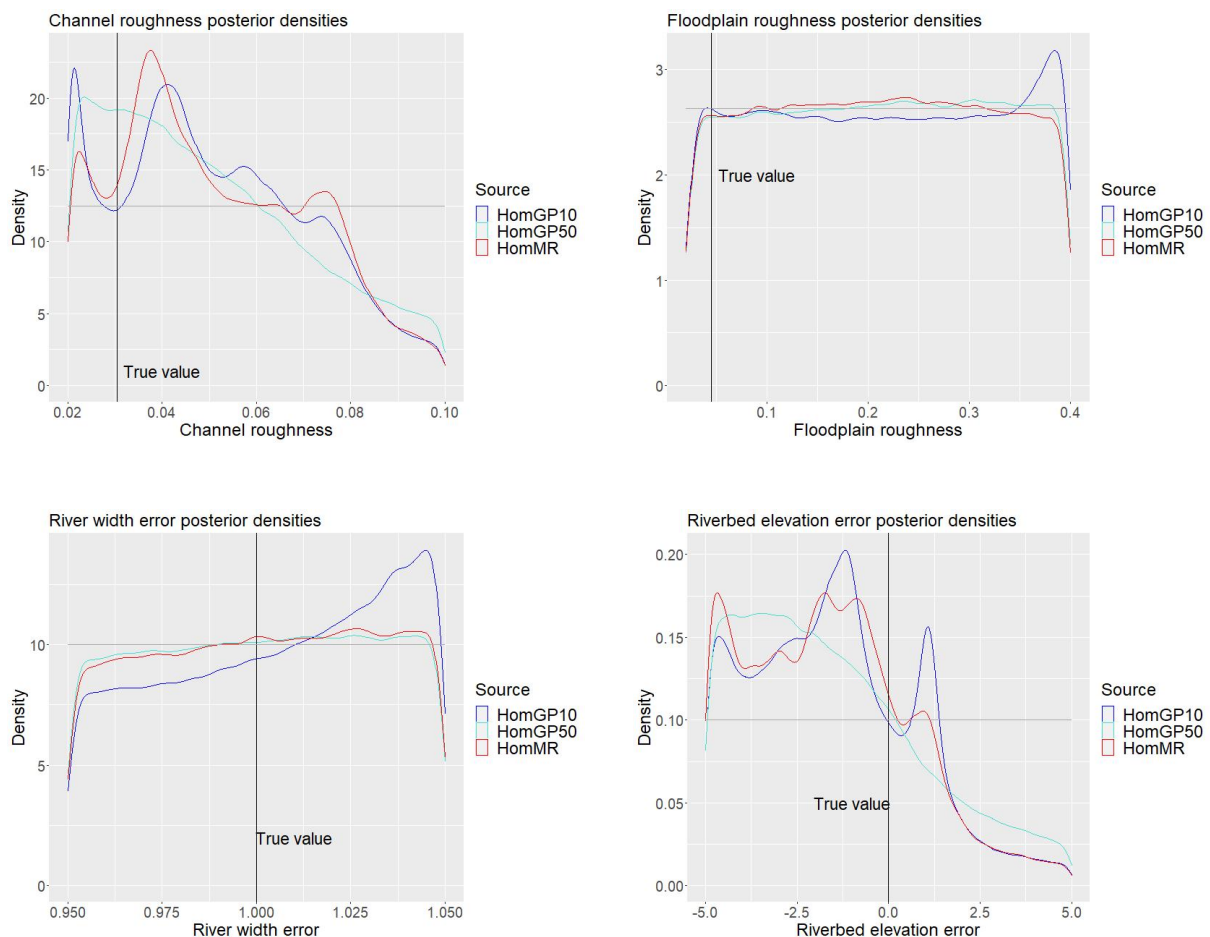 Channel roughness posterior densities
20
15
10
5
0
Density
True value
0.02 0.04 0.06 0.08 0.10
Channel roughness
Source
HomGP10
HomGP50
HomMR
Floodplain roughness posterior densities
3
2
1
0
Density
True value
0.1 0.2 0.3 0.4
Floodplain roughness
Source
HomGP10
HomGP50
HomMR
River width error posterior densities
10
5
0
Density
True value
0.950 0.975 1.000 1.025 1.050
River width error
Source
HomGP10
HomGP50
HomMR
Riverbed elevation error posterior densities
0.20
0.15
0.10
0.05
0.00
Density
True value
-5.0 -2.5 0.0 2.5 5.0
Riverbed elevation error
Source
HomGP10
HomGP50
HomMR